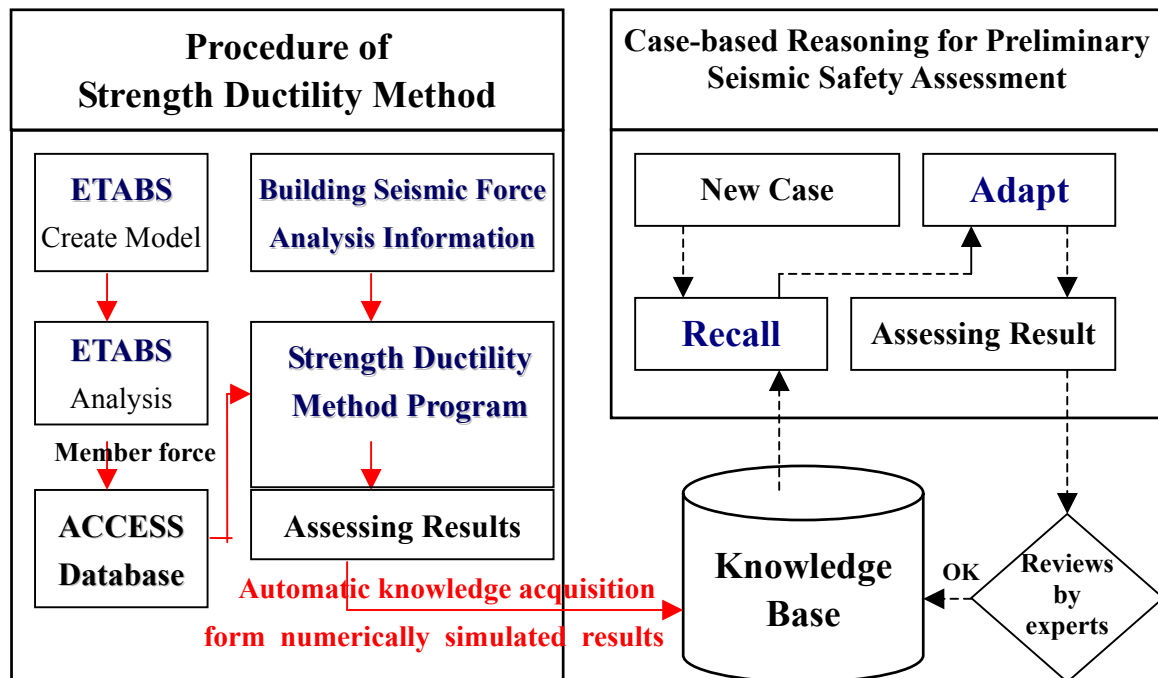 Procedure of
Strength Ductility Method
ETABS
Create Model
Building Seismic Force
Analysis Information
ETABS
Analysis
Strength Ductility
Method Program
Member force
ACCESS
Database
Assessing Results
Automatic knowledge acquisition
form numerically simulated results
Case-based Reasoning for Preliminary
Seismic Safety Assessment
New Case
Adapt
Recall
Assessing Result
Knowledge
Base
OK
Reviews
by
experts